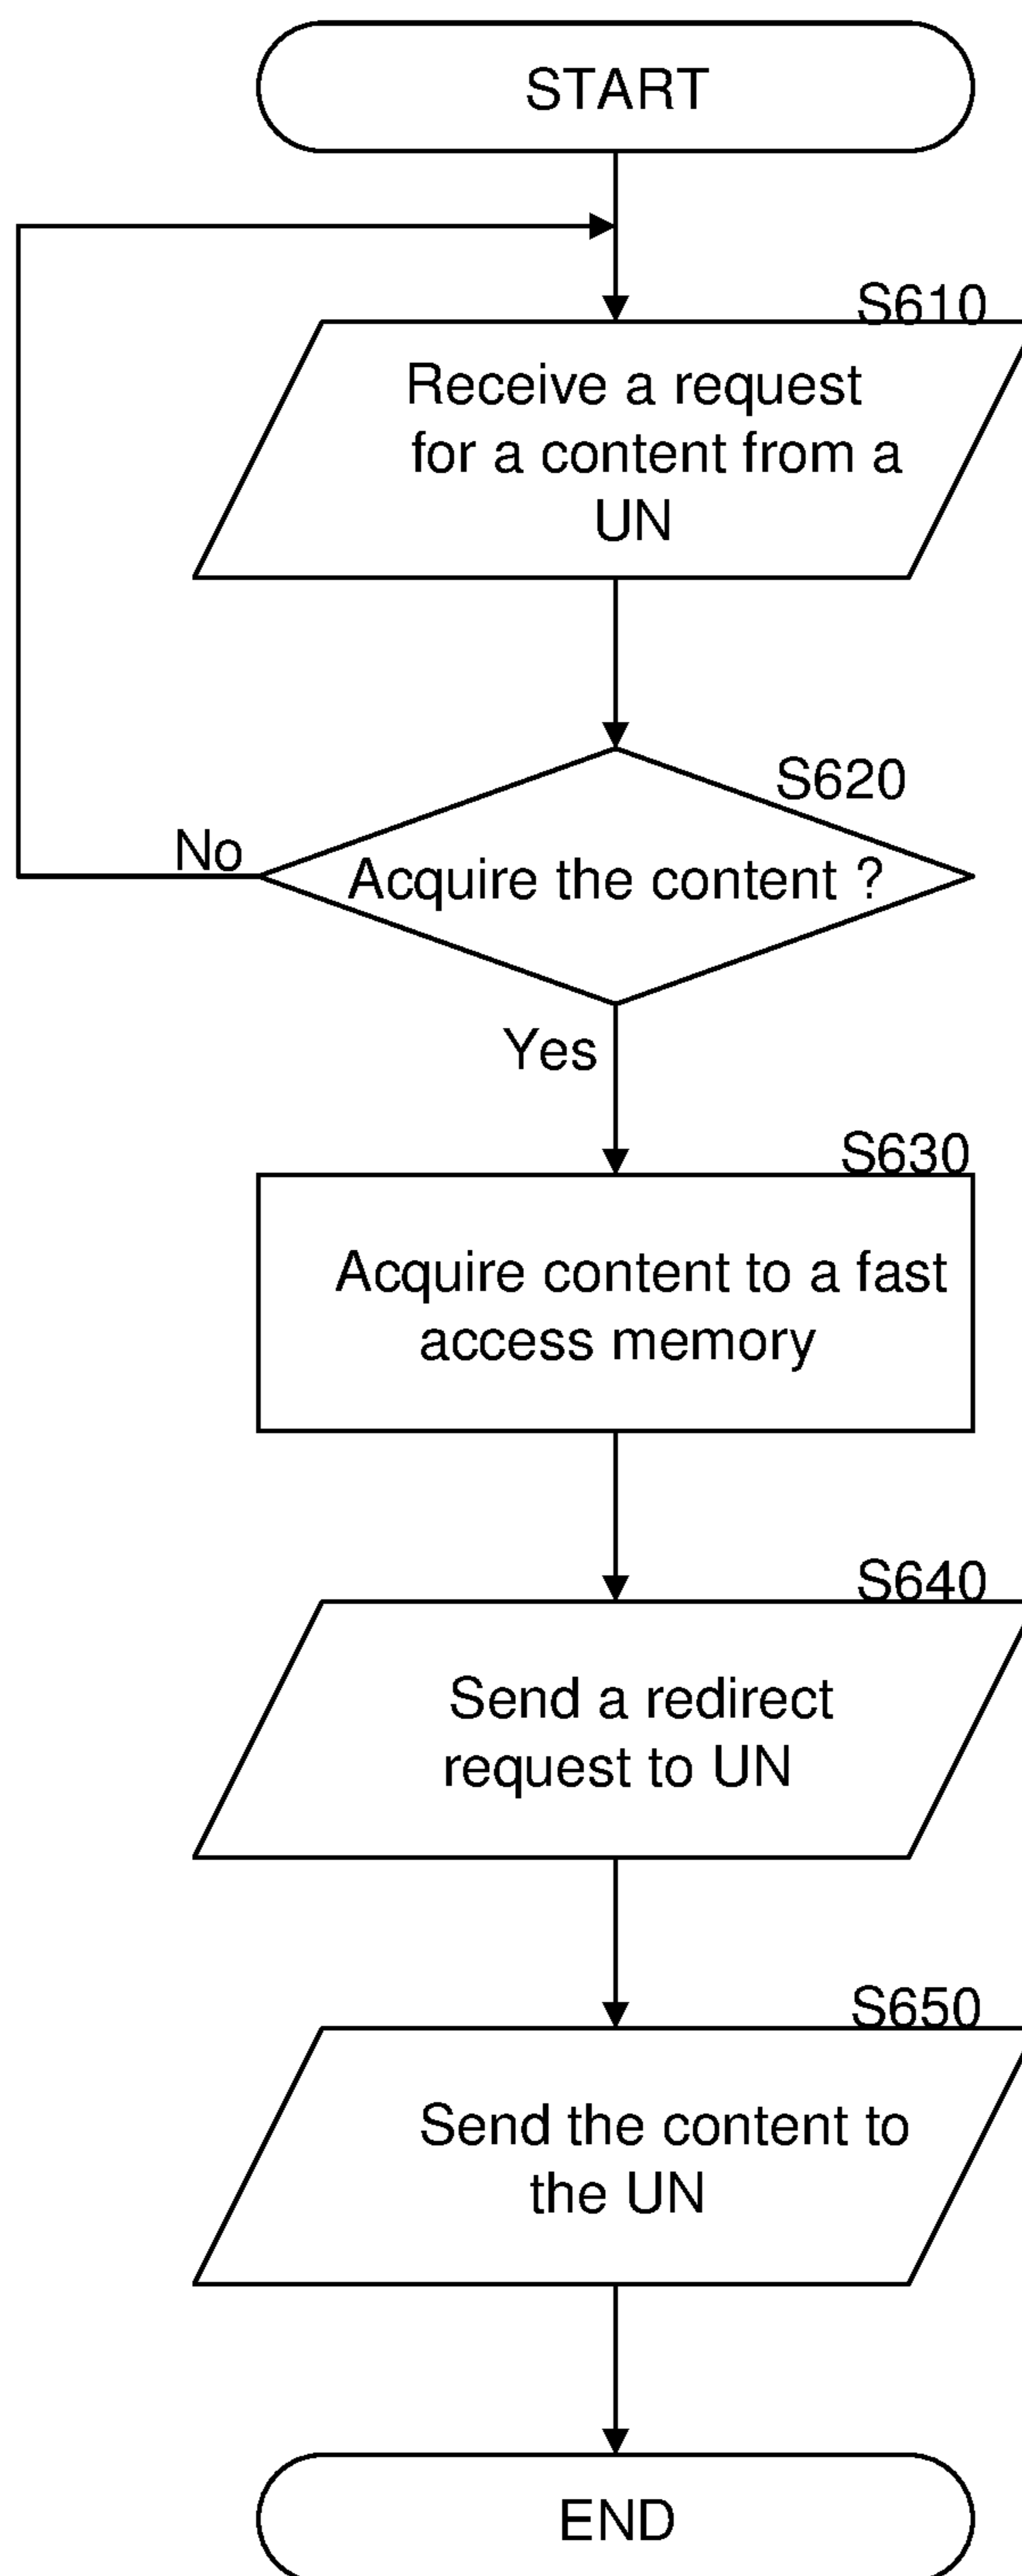 START
S610
Receive a request
for a content from a
UN
S620
No
Acquire the content ?
Yes
S630
Acquire content to a fast
access memory
S640
Send a redirect
request to UN
S650
Send the content to
the UN
END